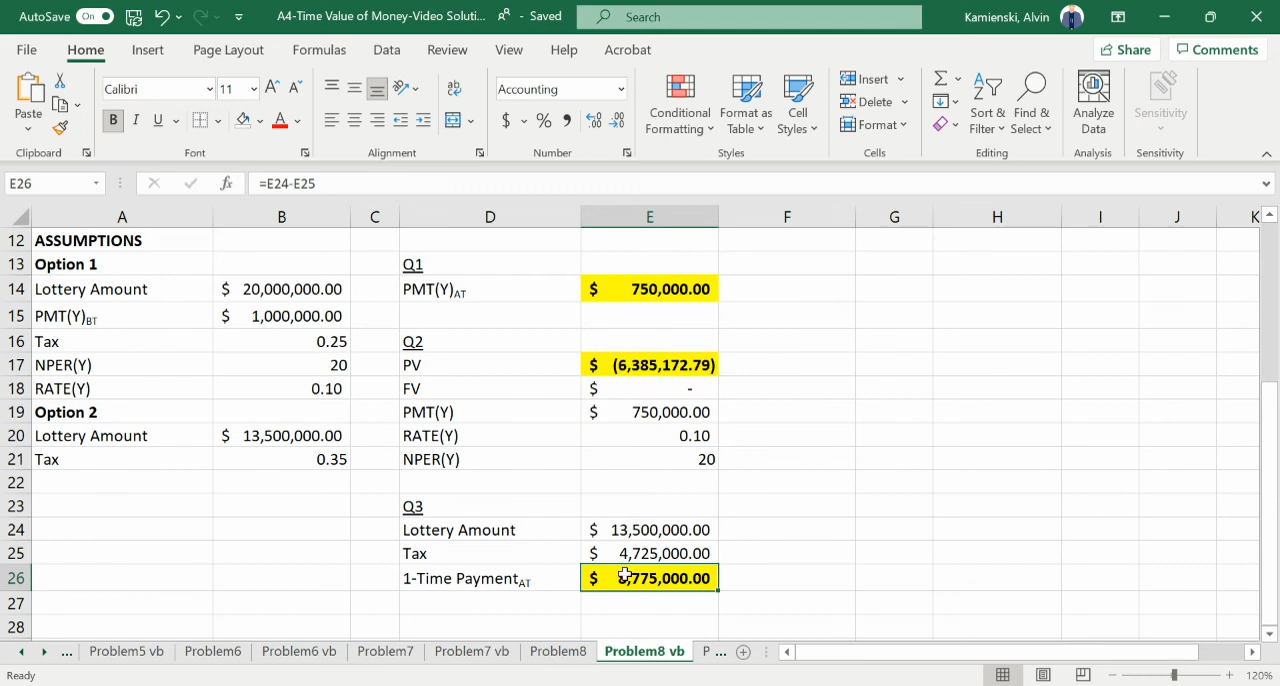 AutoSave On A4-Time Value of Money-Video Soluti... - Saved Search Kamienski, Alvin
File Home Insert Page Layout Formulas Data Review View Help Acrobat Share Comments
Calibri 11 A A ab Accounting Insert
Paste B I U A $ % Conditional Formatting Format as Table Cell Styles Delete Format Sort & Filter Find & Select Analyze Data Sensitivity
Clipboard Font Alignment Number Styles Cells Editing Analysis Sensitivity
E26 fx =E24-E25
A B C D E F G H I J K
12 ASSUMPTIONS
13 Option 1 Q1
14 Lottery Amount $ 20,000,000.00 PMT(Y)AT $ 750,000.00
15 PMT(Y)BT $ 1,000,000.00
16 Tax 0.25 Q2
17 NPER(Y) 20 PV $ (6,385,172.79)
18 RATE(Y) 0.10 FV $ -
19 Option 2 PMT(Y) $ 750,000.00
20 Lottery Amount $ 13,500,000.00 RATE(Y) 0.10
21 Tax 0.35 NPER(Y) 20
22
23 Q3
24 Lottery Amount $ 13,500,000.00
25 Tax $ 4,725,000.00
26 1-Time PaymentAT $ 8,775,000.00
27
28
... Problem5 vb Problem6 Problem6 vb Problem7 Problem7 vb Problem8 Problem8 vb P ...
Ready 120%